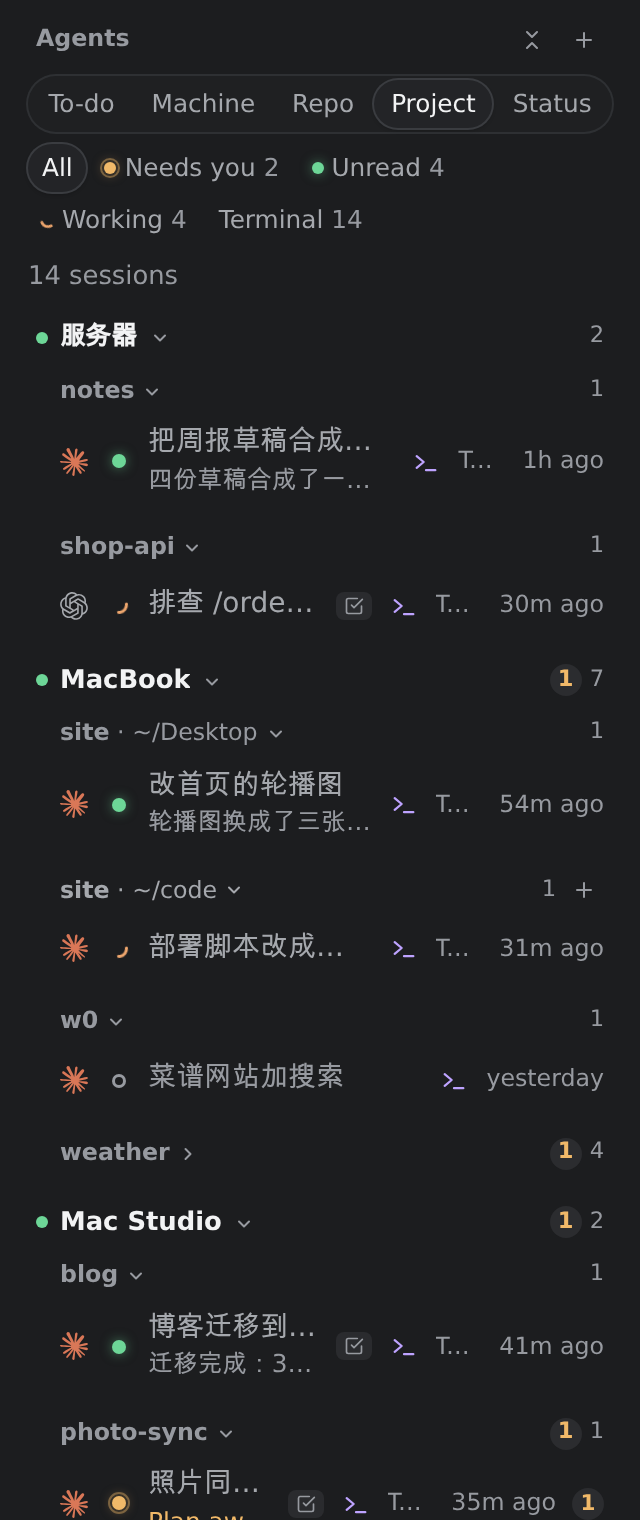 Agents
To-do Machine Repo Project Status
All Needs you 2 Unread 4
Working 4 Terminal 14
14 sessions
服务器 2
notes 1
把周报草稿合成… >_ T… 1h ago
四份草稿合成了一…
shop-api 1
排查 /orde… >_ T… 30m ago
MacBook 1 7
site · ~/Desktop 1
改首页的轮播图 >_ T… 54m ago
轮播图换成了三张…
site · ~/code 1 +
部署脚本改成… >_ T… 31m ago
w0 1
菜谱网站加搜索 >_ yesterday
weather 1 4
Mac Studio 1 2
blog 1
博客迁移到… >_ T… 41m ago
迁移完成：3…
photo-sync 1 1
照片同… >_ T… 35m ago 1
Plan aw…